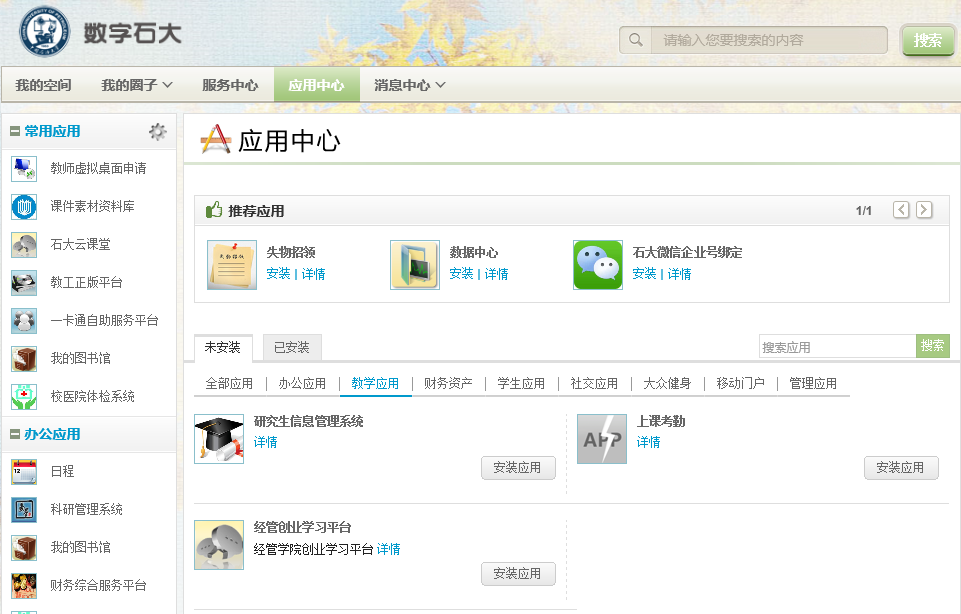 数字石大
请输入您要搜索的内容
搜索
我的空间 我的圈子 服务中心 应用中心 消息中心
常用应用
教师虚拟桌面申请
课件素材资料库
石大云课堂
教工正版平台
一卡通自助服务平台
我的图书馆
校医院体检系统
办公应用
日程
科研管理系统
我的图书馆
财务综合服务平台
应用中心
推荐应用 1/1
失物招领
安装 | 详情
数据中心
安装 | 详情
石大微信企业号绑定
安装 | 详情
未安装 已安装
搜索应用 搜索
全部应用 | 办公应用 | 教学应用 | 财务资产 | 学生应用 | 社交应用 | 大众健身 | 移动门户 | 管理应用
研究生信息管理系统
详情
安装应用
APP
上课考勤
详情
安装应用
经管创业学习平台
经管学院创业学习平台 详情
安装应用